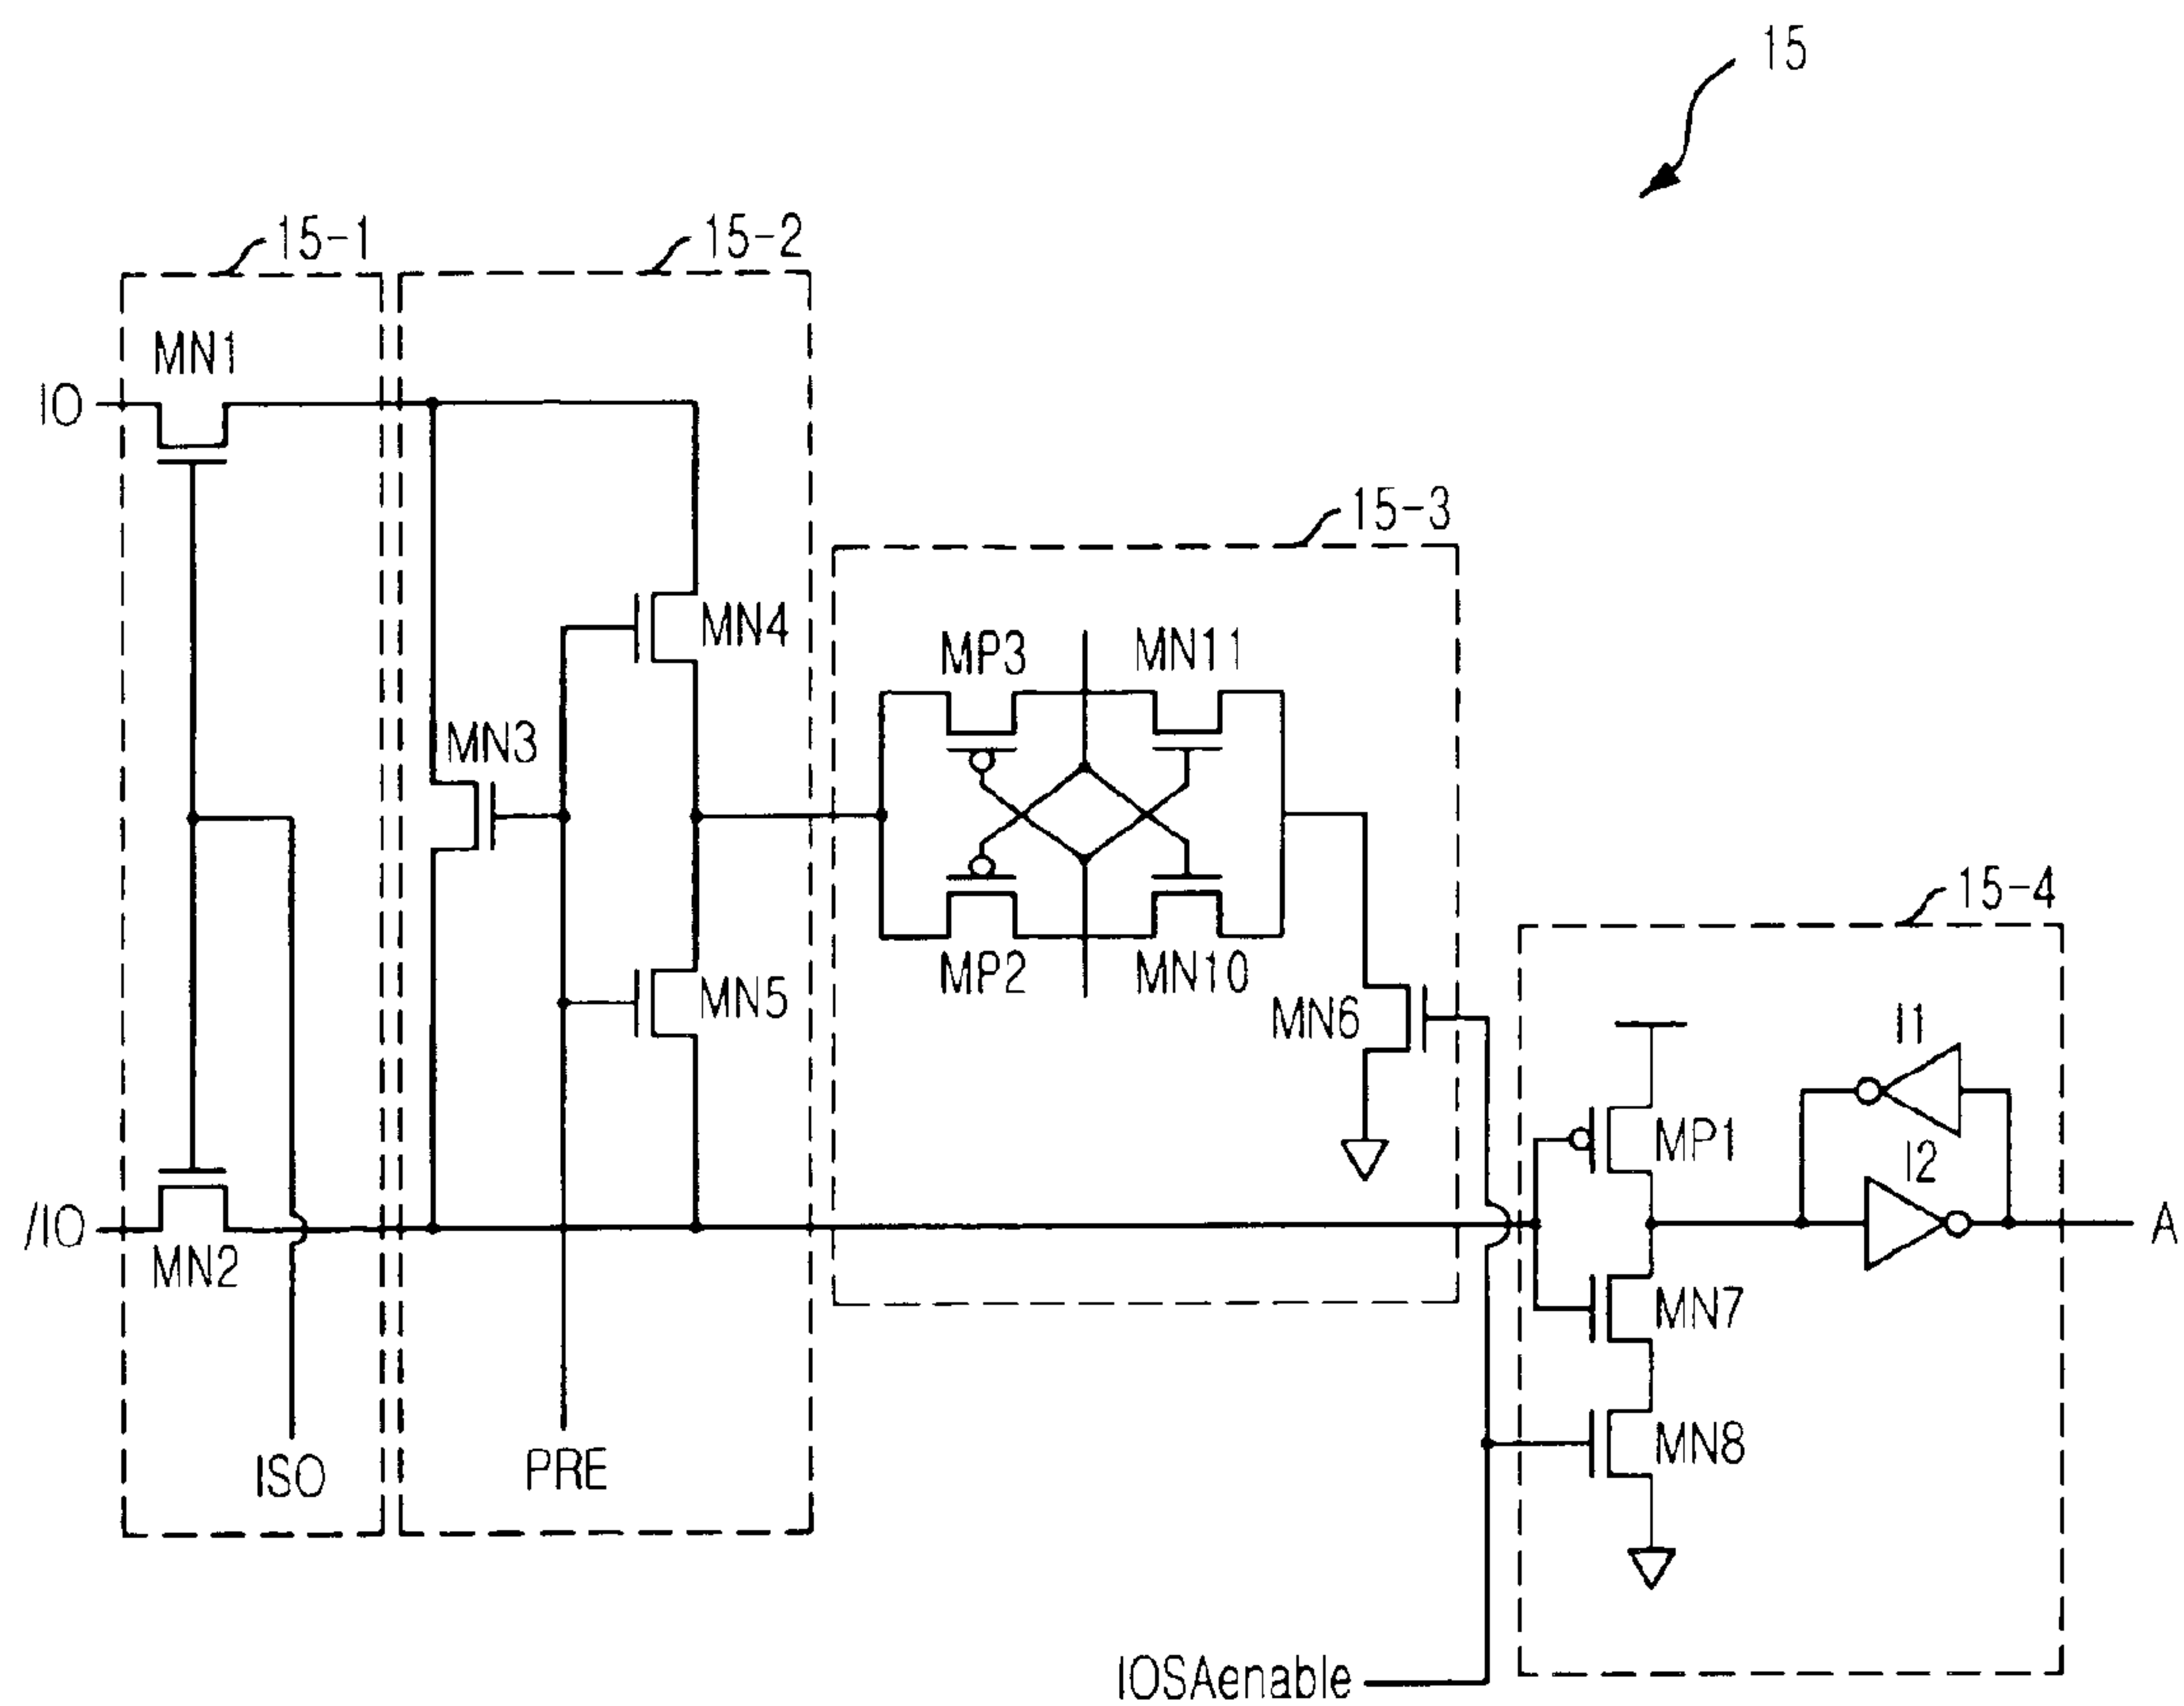 15
15-1
15-2
MN1
IO
15-3
MN4
MP3
MN11
MN3
15-4
MP2
MN10
MN5
MN6
I1
MP1
I2
/IO
A
MN2
MN7
MN8
ISO
PRE
IOSAenable